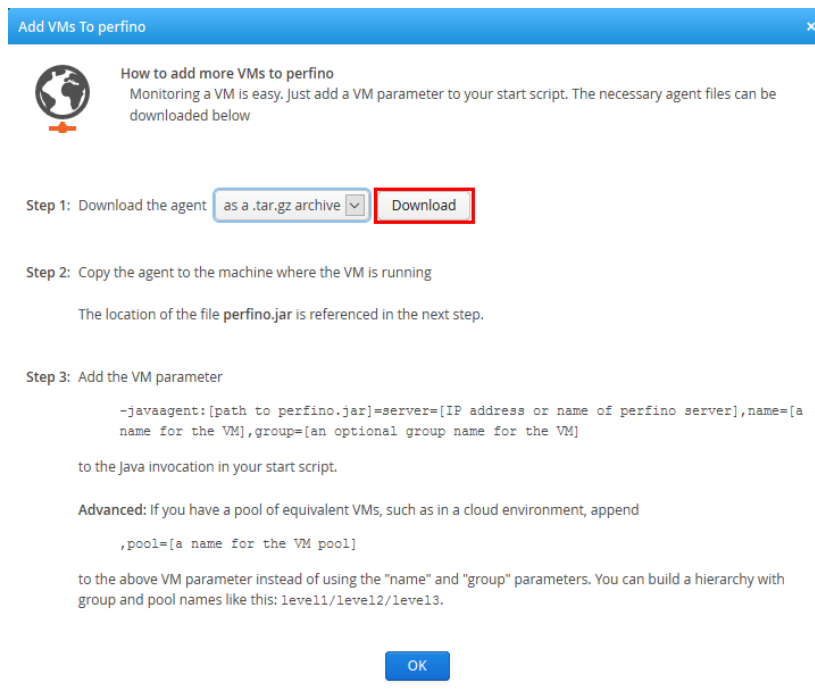 Add VMs To perfino ×
How to add more VMs to perfino
Monitoring a VM is easy. Just add a VM parameter to your start script. The necessary agent files can be
downloaded below
Step 1: Download the agent as a .tar.gz archive Download
Step 2: Copy the agent to the machine where the VM is running
The location of the file perfino.jar is referenced in the next step.
Step 3: Add the VM parameter
-javaagent:[path to perfino.jar]=server=[IP address or name of perfino server],name=[a
name for the VM],group=[an optional group name for the VM]
to the Java invocation in your start script.
Advanced: If you have a pool of equivalent VMs, such as in a cloud environment, append
,pool=[a name for the VM pool]
to the above VM parameter instead of using the "name" and "group" parameters. You can build a hierarchy with
group and pool names like this: level1/level2/level3.
OK